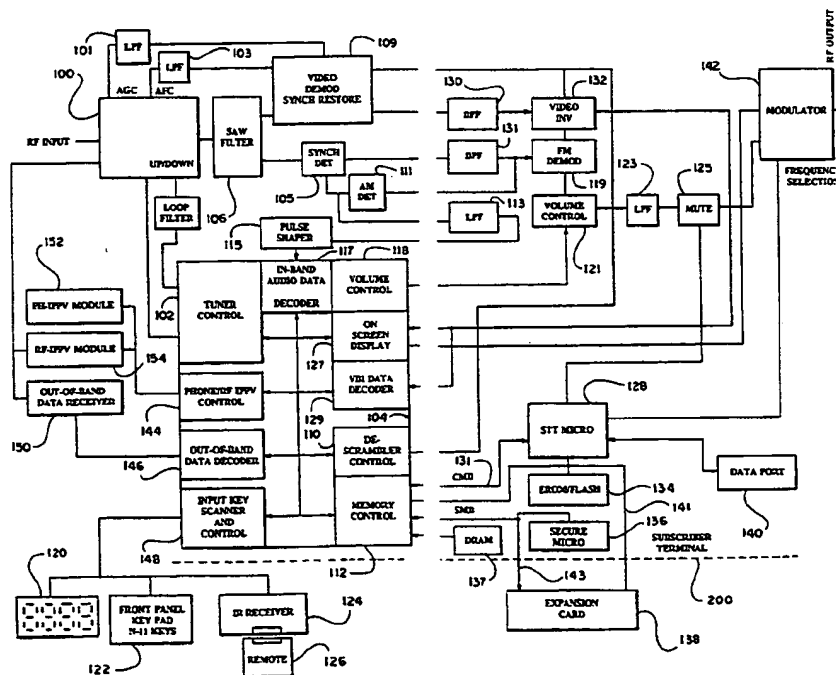 101
LPF
103
LPF
109
100
AGC
AFC
VIDEO
DEMOD
SYNCH RESTORE
RF INPUT
UP/DOWN
SAW
FILTER
106
SYNCH
DET
105
AM
DET
111
LOOP
FILTER
115
PULSE
SHAPER
117
118
130
BPF
132
VIDEO
INV
131
BPF
FM
DEMOD
119
113
LPF
VOLUME
CONTROL
121
123
LPF
125
MUTE
142
MODULATOR
RF OUTPUT
FREQUENCY
SELECTION
152
102
TUNER
CONTROL
IN-BAND
AUDIO DATA
DECODER
VOLUME
CONTROL
PH-IPPV MODULE
RF-IPPV MODULE
154
ON
SCREEN
DISPLAY
127
OUT-OF-BAND
DATA RECEIVER
150
PHONE/RF IPPV
CONTROL
144
VBI DATA
DECODER
129
104
110
OUT-OF-BAND
DATA DECODER
146
DE-
SCRAMBLER
CONTROL
INPUT KEY
SCANNER
AND
CONTROL
148
MEMORY
CONTROL
112
131
CMD
SMB
128
STT MICRO
134
141
SECURE
MICRO
136
DRAM
137
DATA PORT
140
SUBSCRIBER
TERMINAL
200
143
EXPANSION
CARD
138
120
8888
FRONT PANEL
KEY PAD
N-11 KEYS
122
IR RECEIVER
124
REMOTE
126